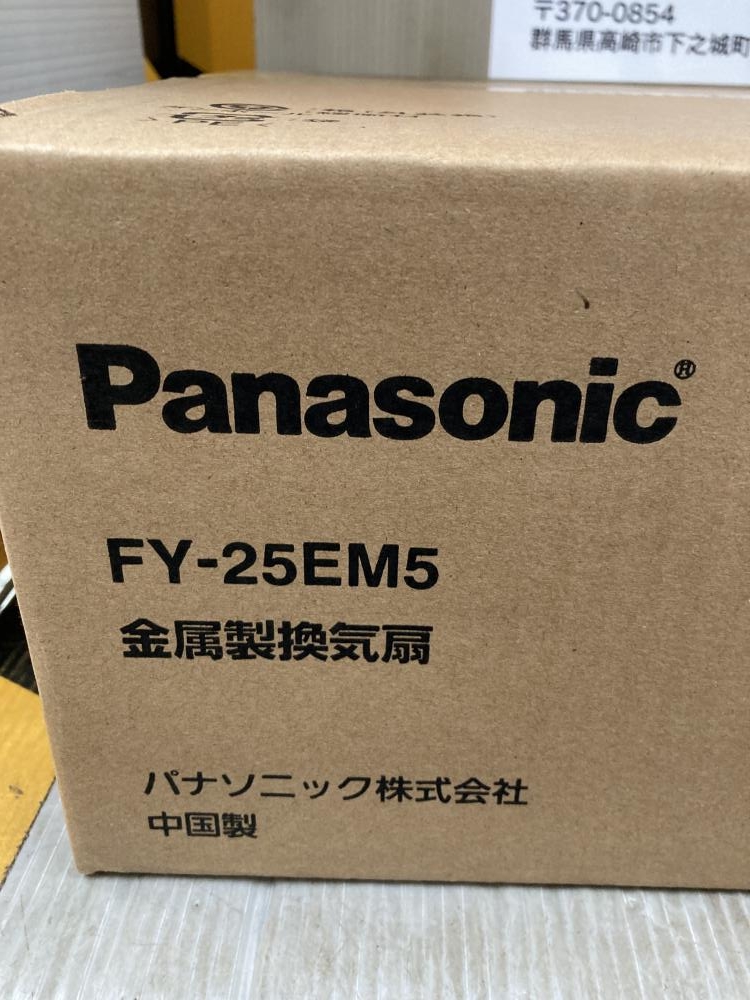 〒370-0854
群馬県高崎市下之城町
Panasonic®
FY-25EM5
金属製換気扇
パナソニック株式会社
中国製